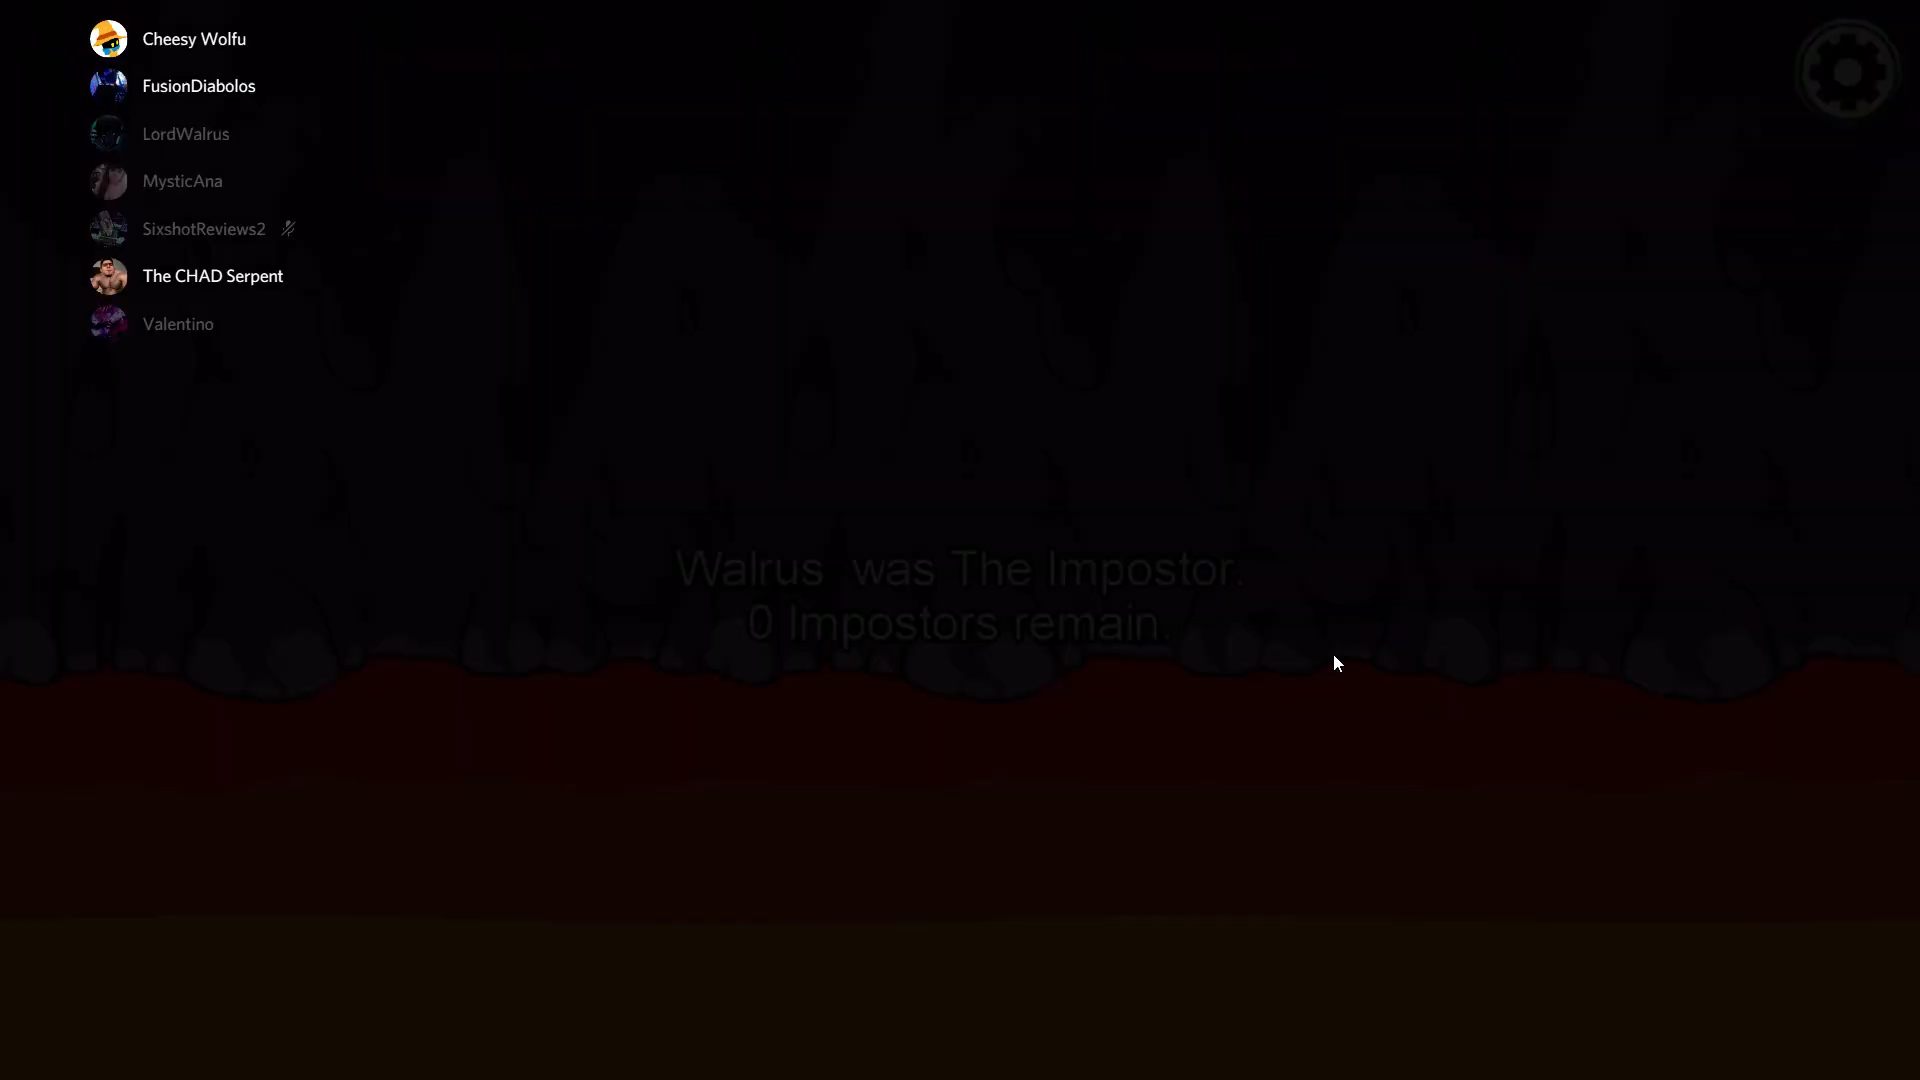 Cheesy Wolfu
FusionDiabolos
LordWalrus
MysticAna
SixshotReviews2
The CHAD Serpent
Valentino
Walrus was The Impostor.
0 Impostors remain.